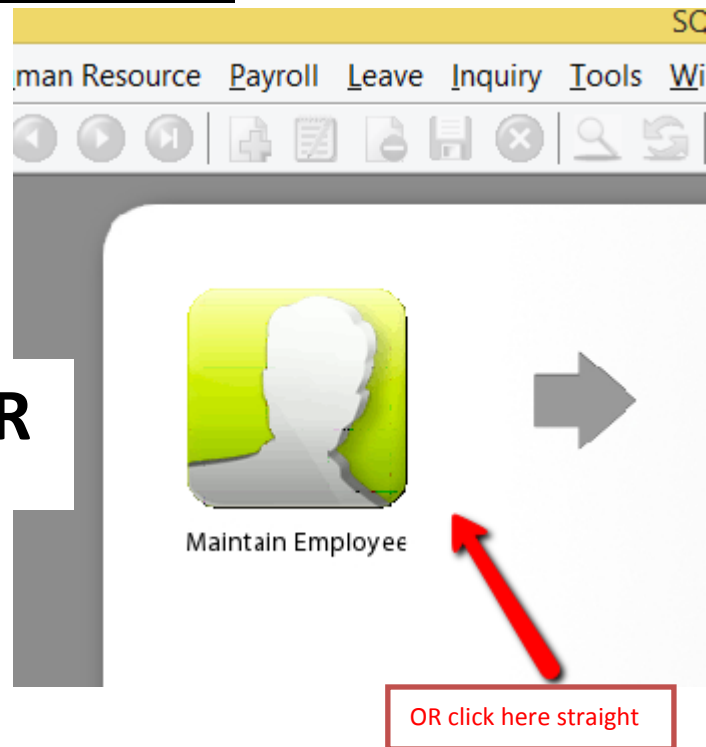 SQ
man Resource Payroll Leave Inquiry Tools Wi
R
Maintain Employee
OR click here straight